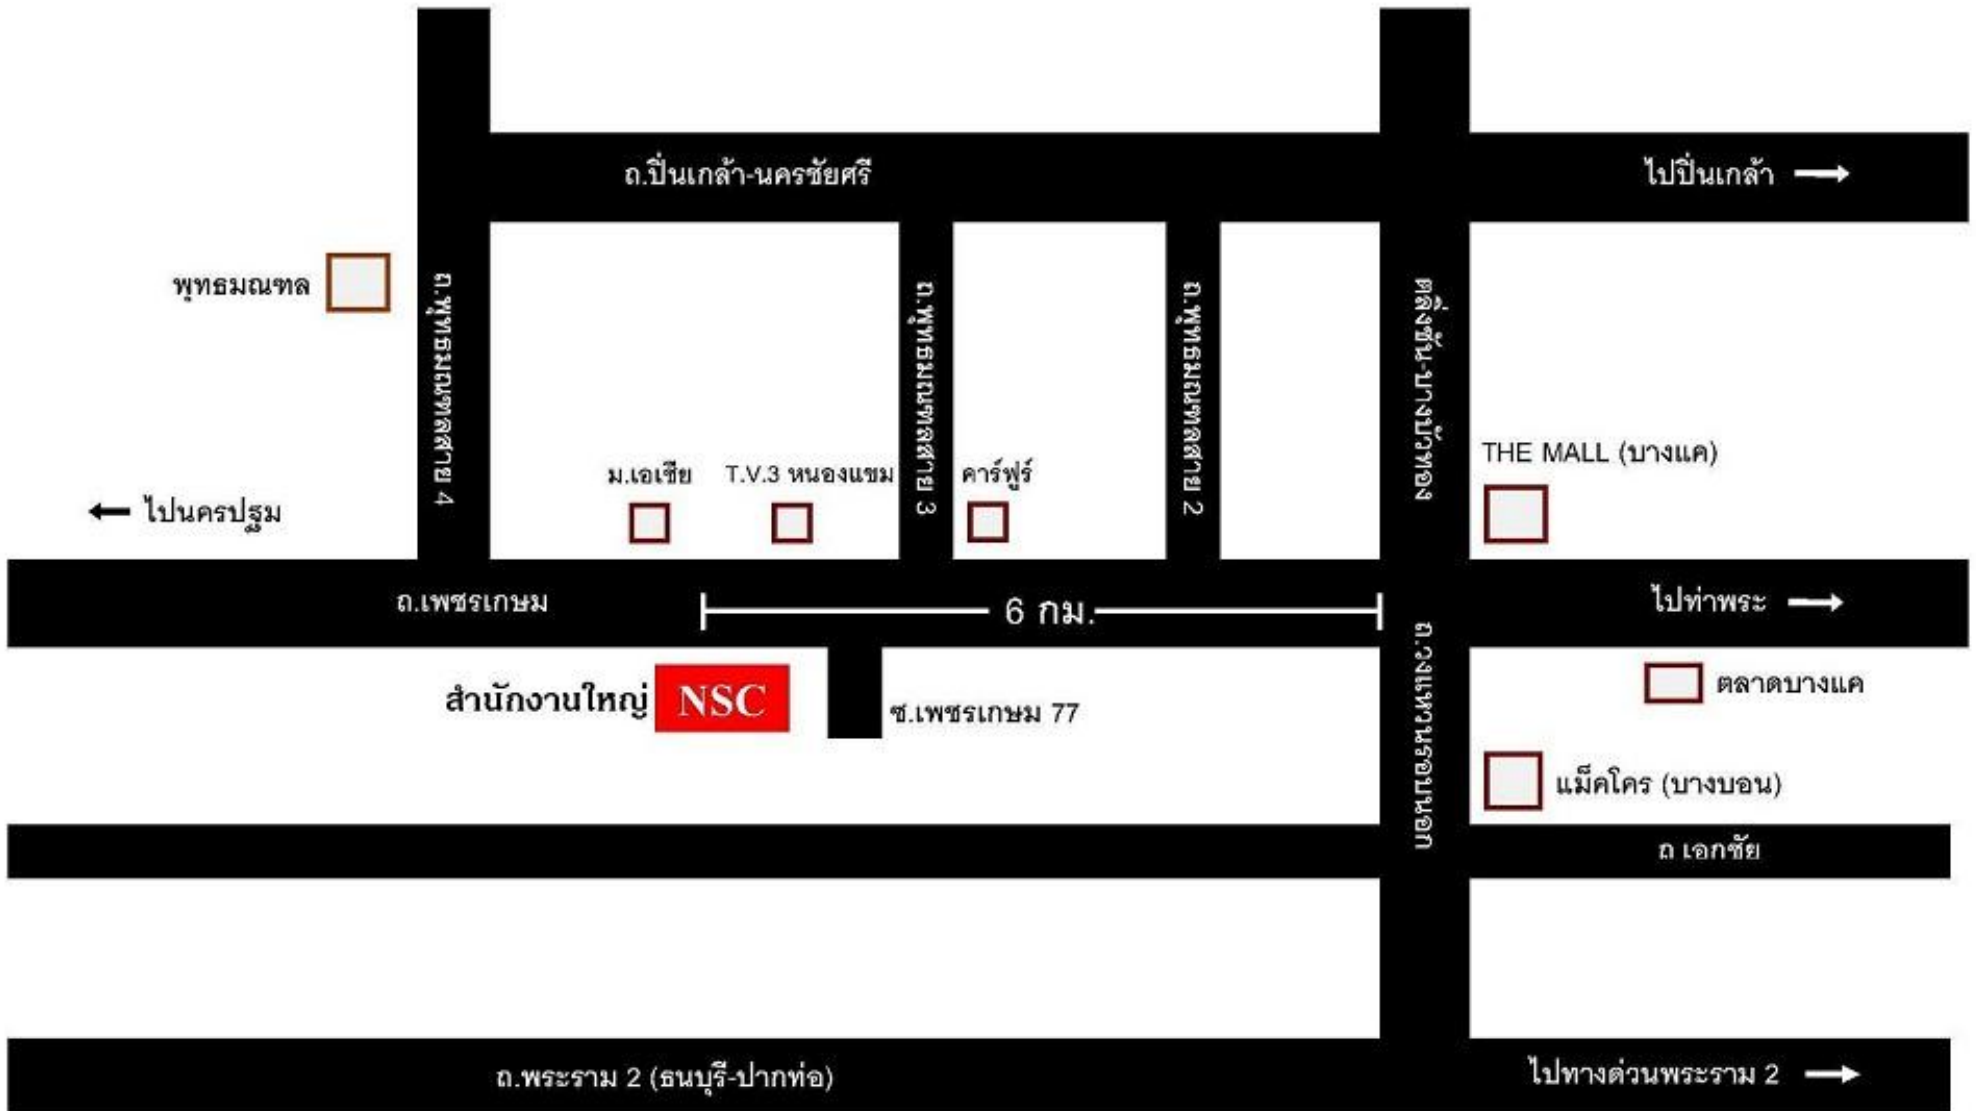 ถ.ปิ่นเกล้า-นครชัยศรี
ไปปิ่นเกล้า
พุทธมณฑล
ถ.พุทธมณฑลสาย 4
ถ.พุทธมณฑลสาย 3
ถ.พุทธมณฑลสาย 2
ตลิ่งชัน-บางบัวทอง
THE MALL (บางแค)
ม.เอเซีย
T.V.3 หนองแขม
คาร์ฟูร์
ไปนครปฐม
ถ.เพชรเกษม
6 กม.
ไปท่าพระ
ถ.วงแหวนรอบนอก
สำนักงานใหญ่
NSC
ซ.เพชรเกษม 77
ตลาดบางแค
แม็คโคร (บางบอน)
ถ เอกชัย
ถ.พระราม 2 (ธนบุรี-ปากท่อ)
ไปทางด่วนพระราม 2